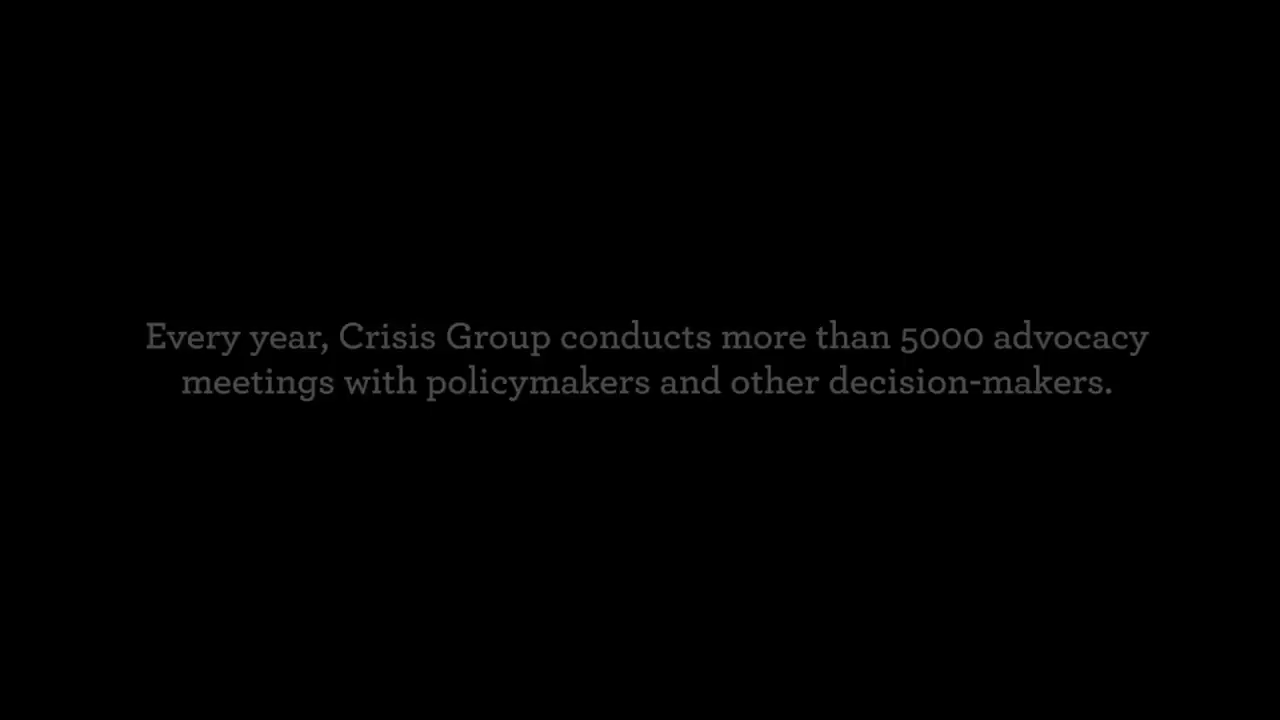 Every year, Crisis Group conducts more than 5000 advocacy
meetings with policymakers and other decision-makers.